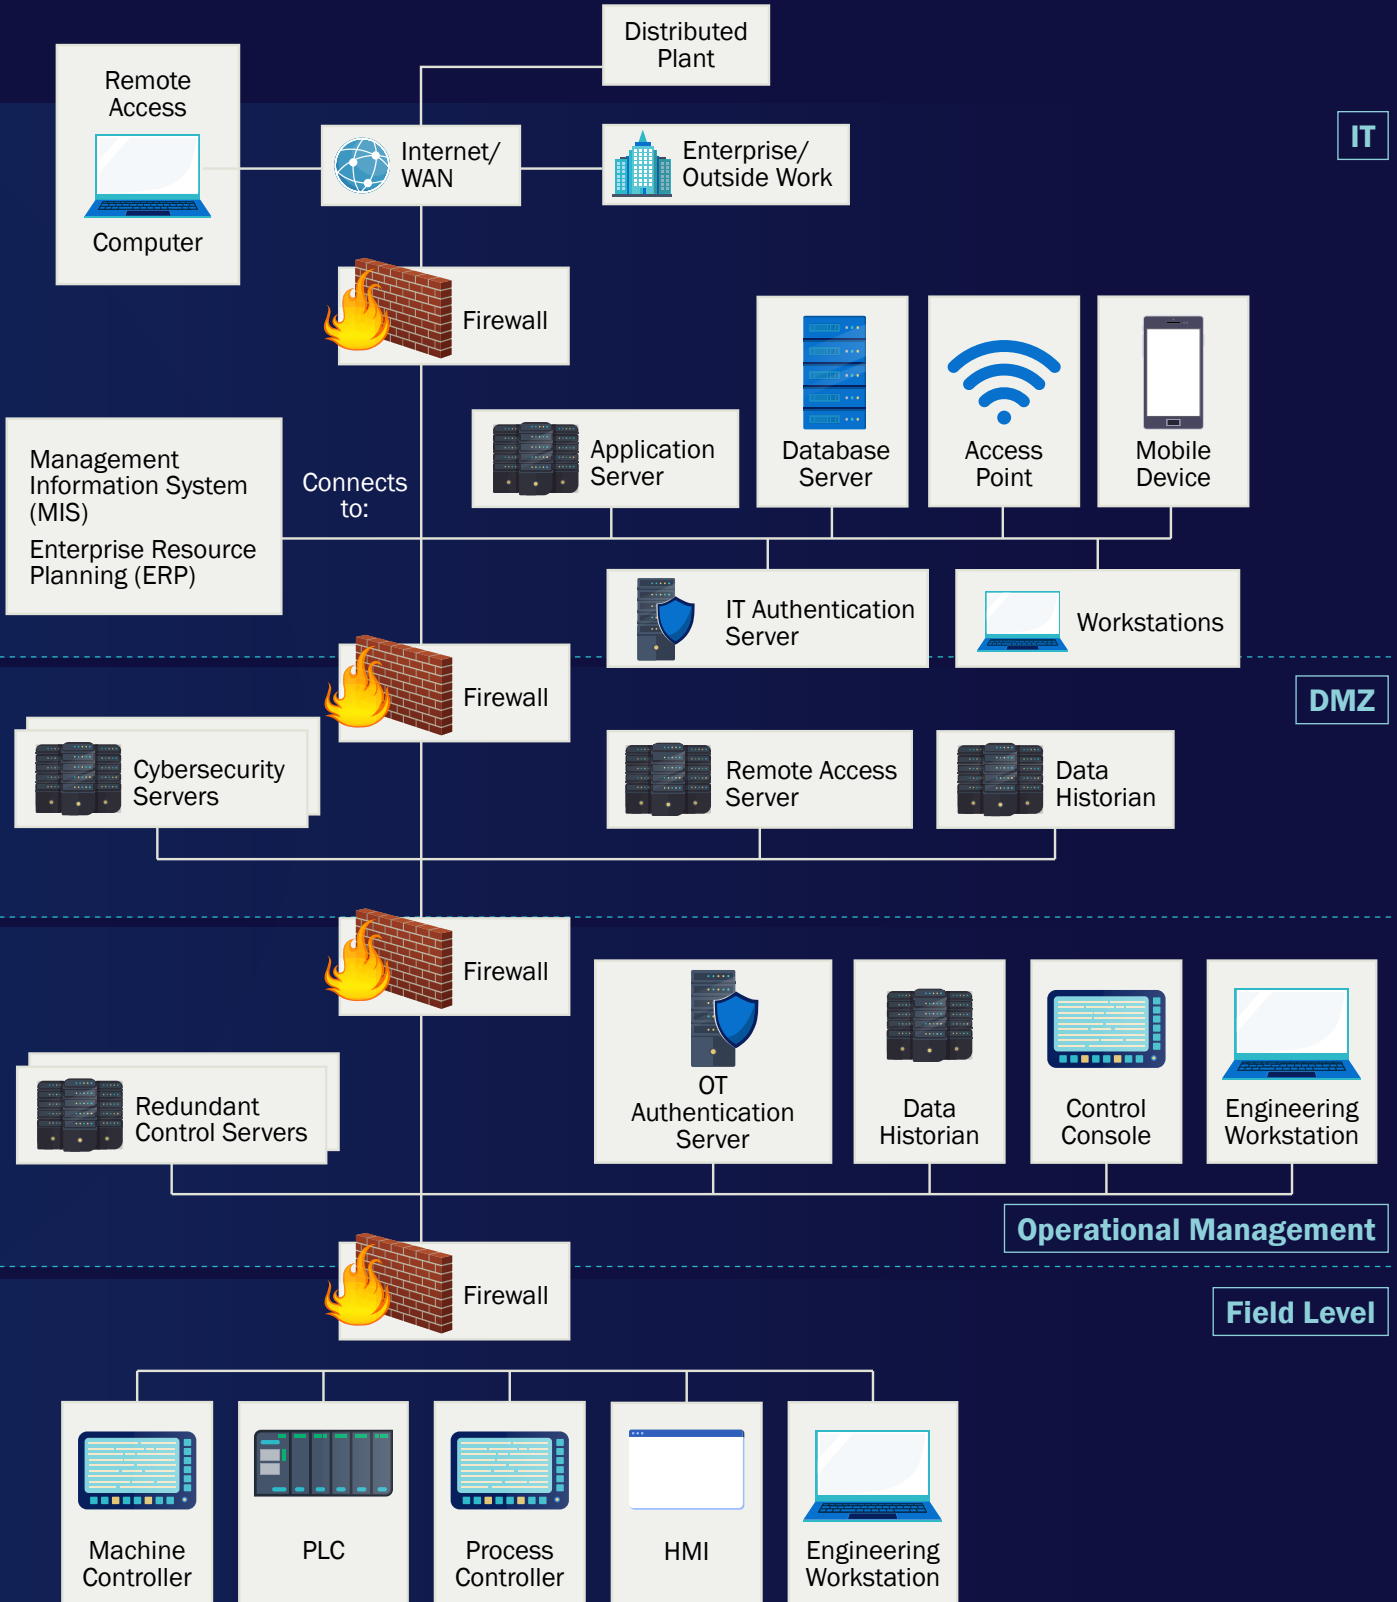 Distributed
Plant
Remote
Access
Computer
Internet/
WAN
Enterprise/
Outside Work
IT
Firewall
Management
Information System
(MIS)
Enterprise Resource
Planning (ERP)
Connects
to:
Application
Server
Database
Server
Access
Point
Mobile
Device
IT Authentication
Server
Workstations
Firewall
DMZ
Cybersecurity
Servers
Remote Access
Server
Data
Historian
Firewall
Redundant
Control Servers
OT
Authentication
Server
Data
Historian
Control
Console
Engineering
Workstation
Operational Management
Firewall
Field Level
Machine
Controller
PLC
Process
Controller
HMI
Engineering
Workstation